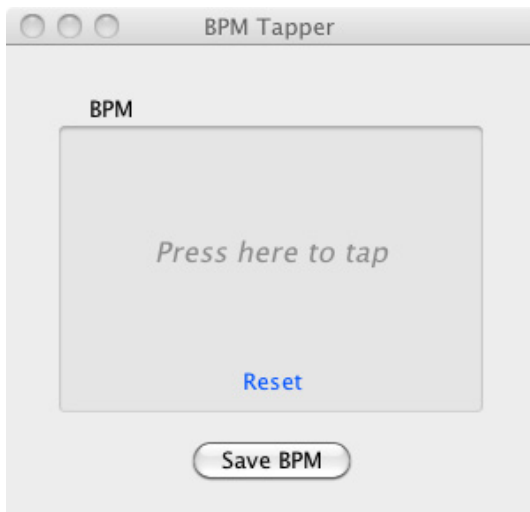 BPM Tapper
BPM
Press here to tap
Reset
Save BPM